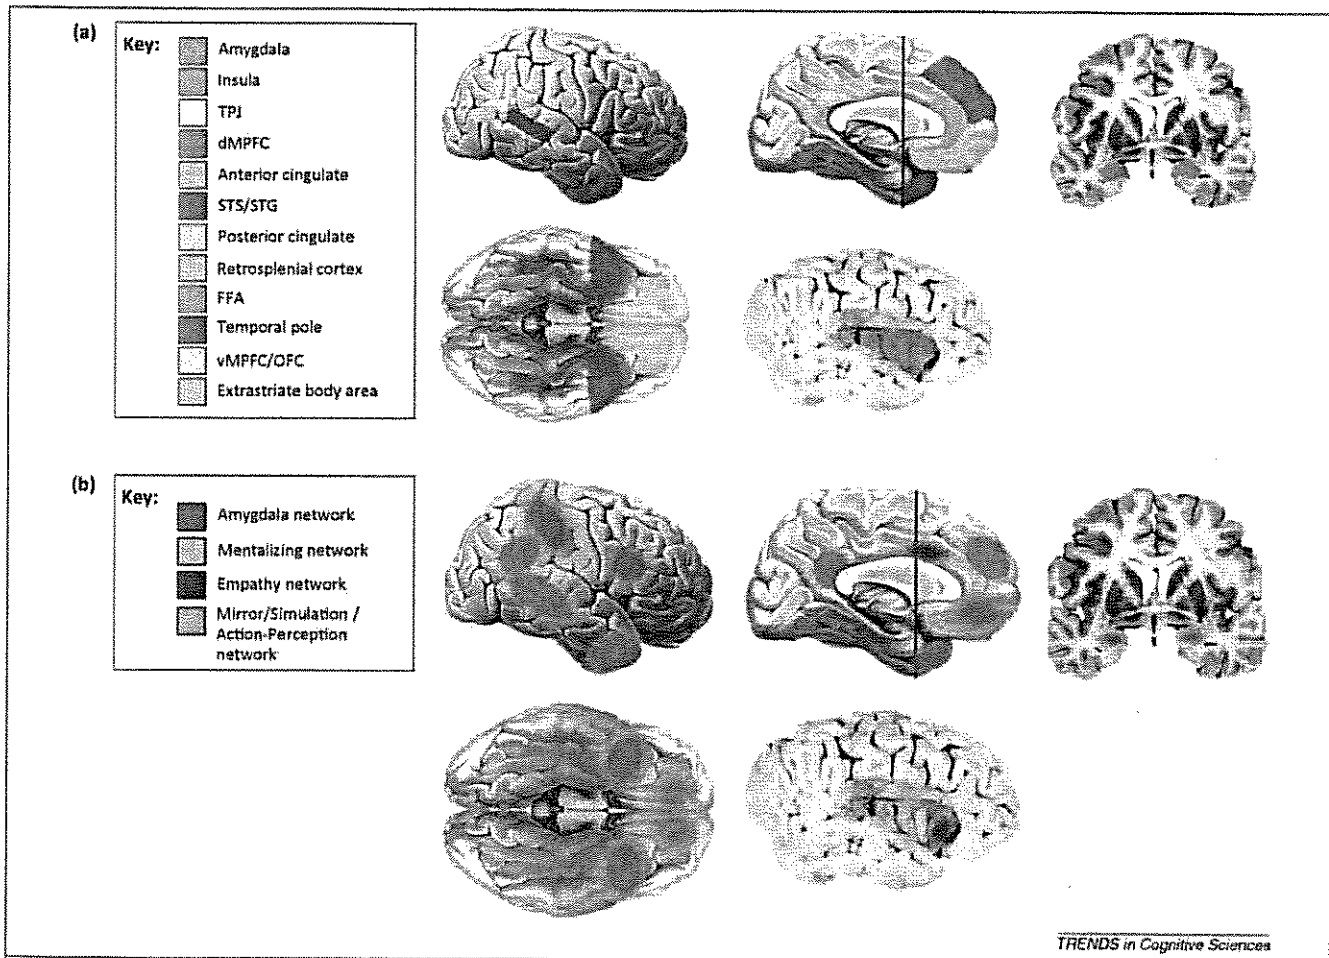 (a)
Key:
Amygdala
Insula
TPJ
dMPFC
Anterior cingulate
STS/STG
Posterior cingulate
Retrosplenial cortex
FFA
Temporal pole
vMPFC/OFC
Extrastriate body area
(b)
Key:
Amygdala network
Mentalizing network
Empathy network
Mirror/Simulation /
Action-Perception
network
TRENDS in Cognitive Sciences